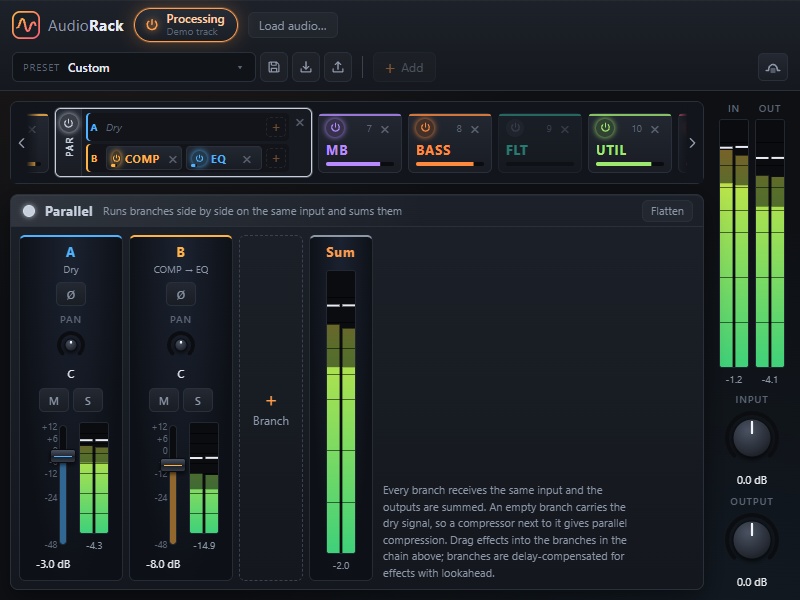 AudioRack
Processing
Demo track
Load audio...
PRESET Custom
+ Add
IN OUT
PAR
A Dry +
B COMP EQ +
MB 7
BASS 8
FLT 9
UTIL 10
Parallel Runs branches side by side on the same input and sums them
Flatten
A
Dry
Ø
PAN
C
M S
+12
+6
0
-12
-24
-48
-4.3
-3.0 dB
B
COMP → EQ
Ø
PAN
C
M S
+12
+6
0
-12
-24
-48
-14.9
-8.0 dB
+
Branch
Sum
-2.0
Every branch receives the same input and the
outputs are summed. An empty branch carries the
dry signal, so a compressor next to it gives parallel
compression. Drag effects into the branches in the
chain above; branches are delay-compensated for
effects with lookahead.
-1.2 -4.1
INPUT
0.0 dB
OUTPUT
0.0 dB